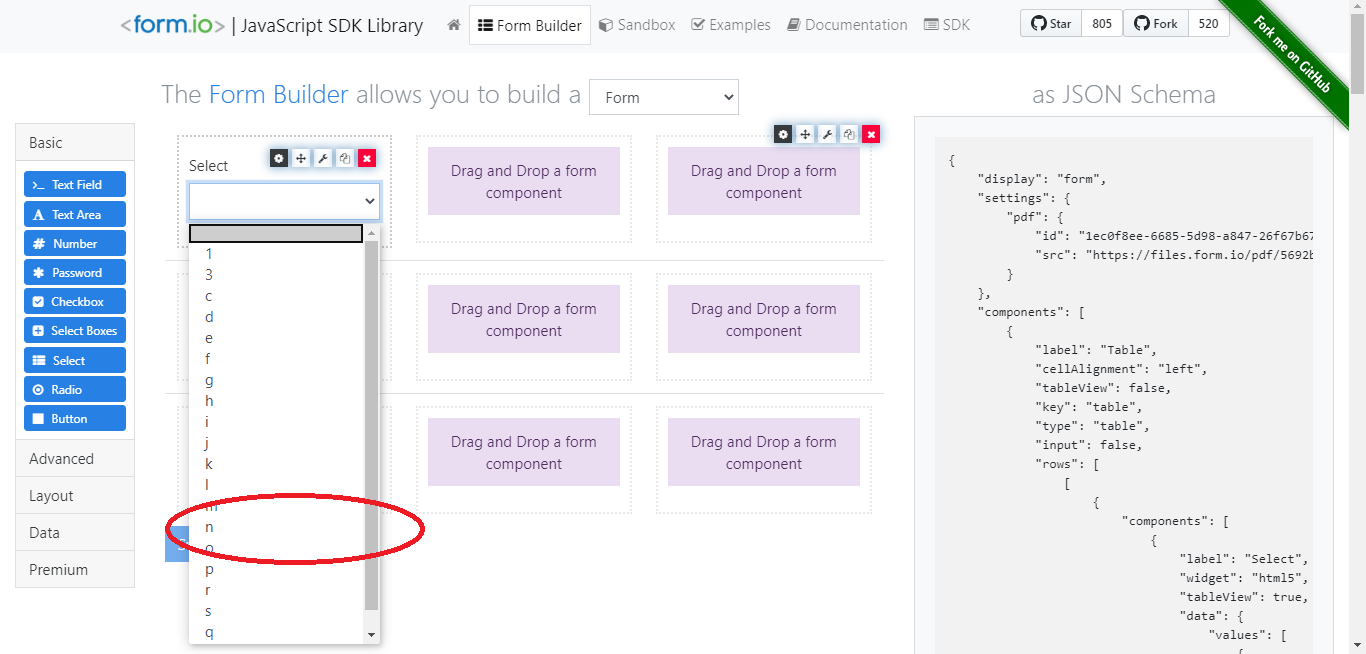 <form.io> | JavaScript SDK Library
Form Builder
Sandbox
Examples
Documentation
SDK
Star 805
Fork 520
Fork me on GitHub
The Form Builder allows you to build a Form
as JSON Schema
Basic
Text Field
Text Area
Number
Password
Checkbox
Select Boxes
Select
Radio
Button
Advanced
Layout
Data
Premium
Select
1
3
c
d
e
f
g
h
i
j
k
l
m
n
o
p
r
s
q
Drag and Drop a form
component
Drag and Drop a form
component
Drag and Drop a form
component
Drag and Drop a form
component
Drag and Drop a form
component
Drag and Drop a form
component
{
"display": "form",
"settings": {
"pdf": {
"id": "1ec0f8ee-6685-5d98-a847-26f67b67
"src": "https://files.form.io/pdf/5692b
}
},
"components": [
{
"label": "Table",
"cellAlignment": "left",
"tableView": false,
"key": "table",
"type": "table",
"input": false,
"rows": [
[
{
"components": [
{
"label": "Select",
"widget": "html5",
"tableView": true,
"data": {
"values": [